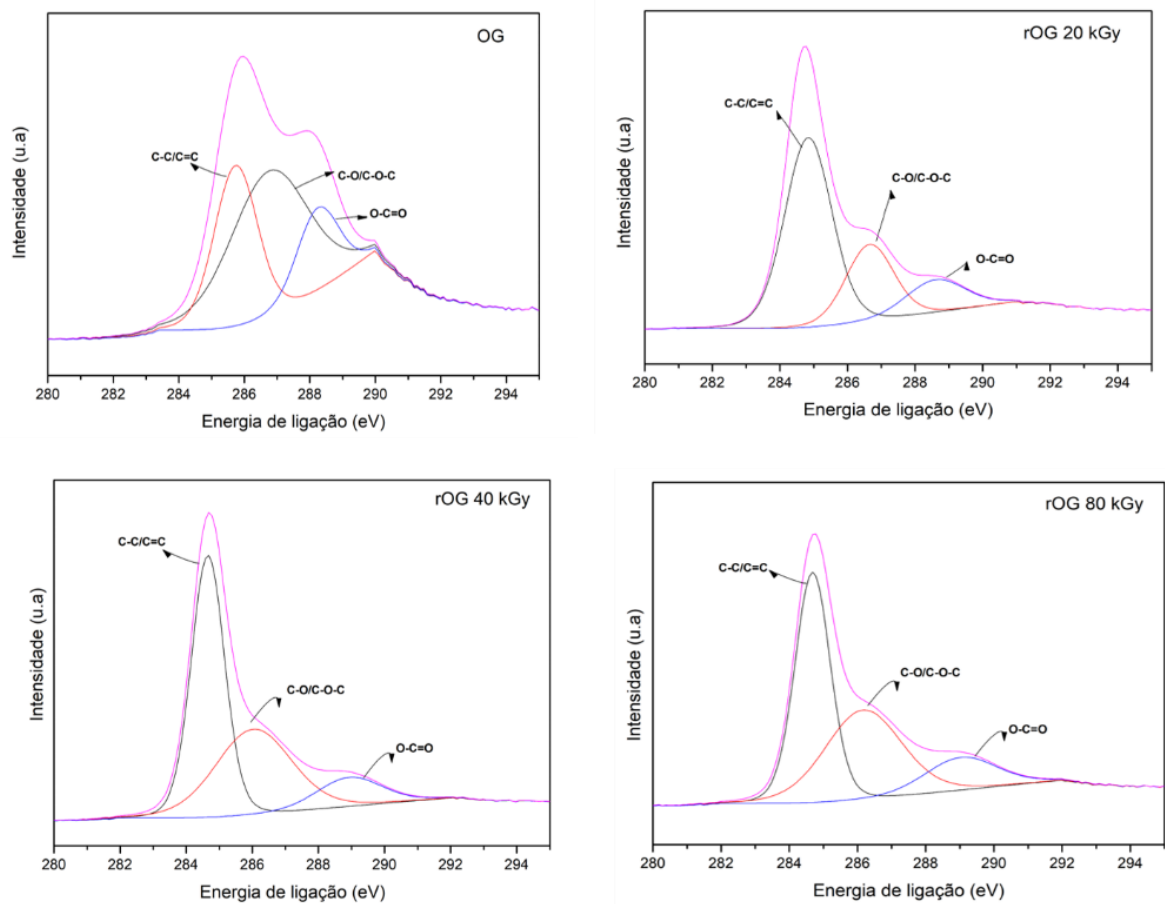 OG
C-C/C=C
C-O/C-O-C
O-C=O
Intensidade (u.a)
280 282 284 286 288 290 292 294
Energia de ligação (eV)
rOG 20 kGy
C-C/C=C
C-O/C-O-C
O-C=O
Intensidade (u.a)
280 282 284 286 288 290 292 294
Energia de ligação (eV)
rOG 40 kGy
C-C/C=C
C-O/C-O-C
O-C=O
Intensidade (u.a)
280 282 284 286 288 290 292 294
Energia de ligação (eV)
rOG 80 kGy
C-C/C=C
C-O/C-O-C
O-C=O
Intensidade (u.a)
280 282 284 286 288 290 292 294
Energia de ligação (eV)